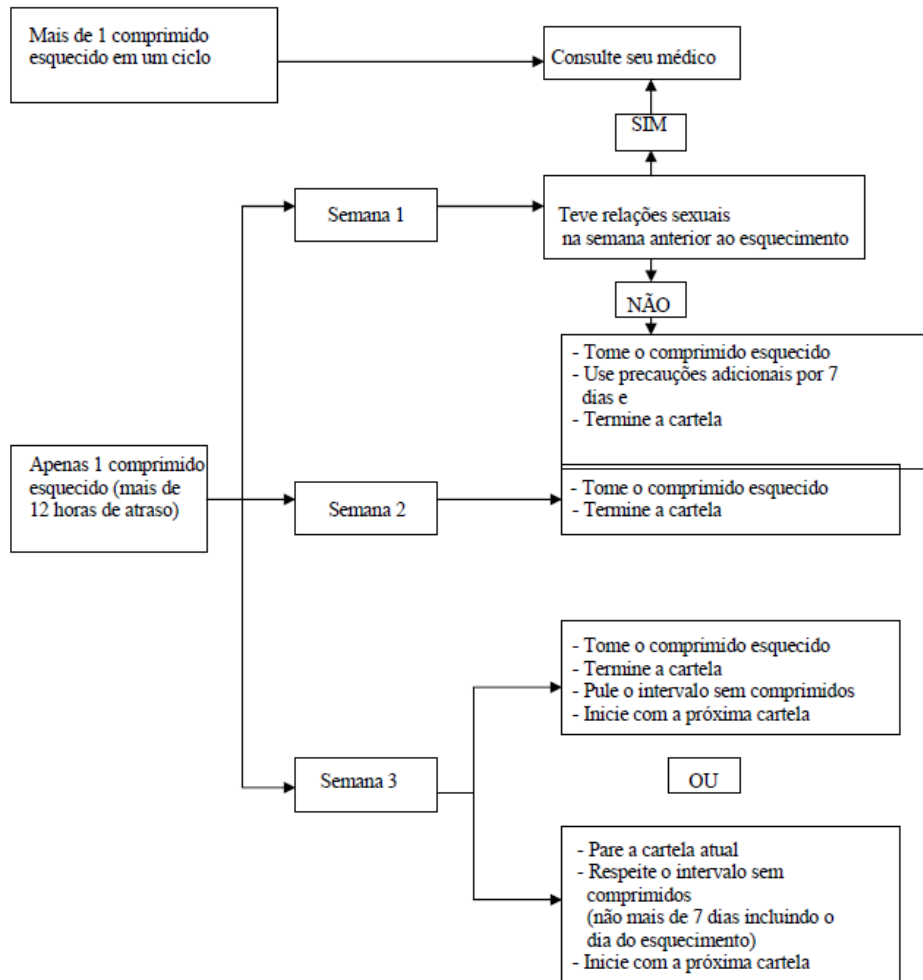 Mais de 1 comprimido
esquecido em um ciclo
Consulte seu médico
SIM
Semana 1
Teve relações sexuais
na semana anterior ao esquecimento
NÃO
- Tome o comprimido esquecido
- Use precauções adicionais por 7
dias e
- Termine a cartela
Apenas 1 comprimido
esquecido (mais de
12 horas de atraso)
Semana 2
- Tome o comprimido esquecido
- Termine a cartela
Semana 3
- Tome o comprimido esquecido
- Termine a cartela
- Pule o intervalo sem comprimidos
- Inicie com a próxima cartela
OU
- Pare a cartela atual
- Respeite o intervalo sem
comprimidos
(não mais de 7 dias incluindo o
dia do esquecimento)
- Inicie com a próxima cartela